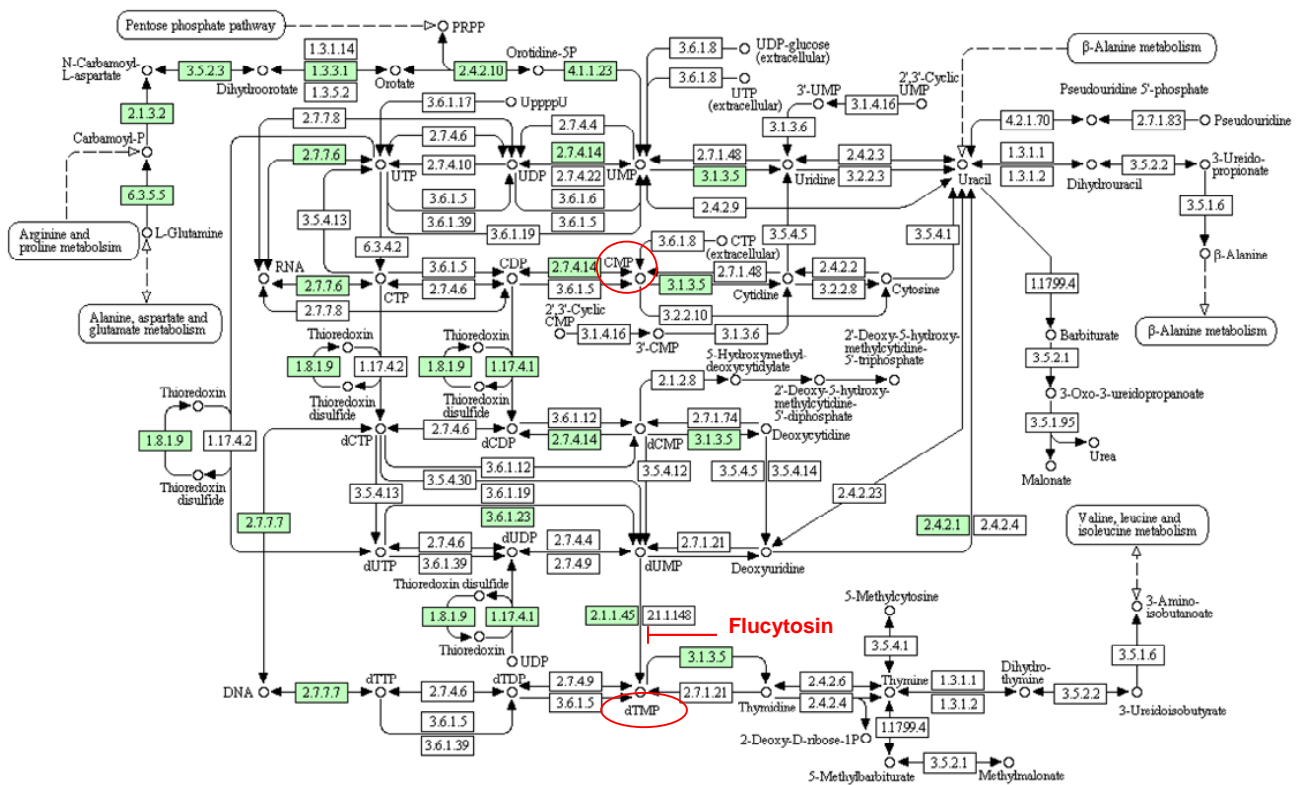 Pentose phosphate pathway
PRPP
N-Carbamoyl-
L-aspartate
3.5.2.3
Dihydroorotate
1.3.1.14
1.3.3.1
1.3.5.2
Orotate
2.4.2.10
Orotidine-5P
4.1.1.23
3.6.1.8
UDP-glucose
(extracellular)
3.6.1.8
UTP
(extracellular)
3'-UMP
3.1.4.16
2',3'-Cyclic
UMP
β-Alanine metabolism
Pseudouridine 5'-phosphate
4.2.1.70
2.7.1.83
Pseudouridine
2.1.3.2
Carbamoyl-P
6.3.5.5
L-Glutamine
Arginine and
proline metabolsim
Alanine, aspartate and
glutamate metabolism
3.6.1.17
UppppU
2.7.7.8
2.7.7.6
UTP
2.7.4.6
2.7.4.10
UDP
2.7.4.4
2.7.4.14
2.7.4.22
UMP
3.1.3.6
2.7.1.48
3.1.3.5
Uridine
2.4.2.3
3.2.2.3
Uracil
1.3.1.1
1.3.1.2
Dihydrouracil
3.5.2.2
3-Ureido-
propionate
3.6.1.5
3.6.1.39
3.6.1.6
3.6.1.5
3.6.1.19
2.4.2.9
3.5.4.13
6.3.4.2
3.5.4.5
3.5.4.1
3.5.1.6
β-Alanine
β-Alanine metabolism
RNA
2.7.7.6
2.7.7.8
CTP
3.6.1.5
2.7.4.6
CDP
2.7.4.14
3.6.1.5
CMP
3.6.1.8
CTP
(extracellular)
2.7.1.48
3.1.3.5
Cytidine
2.4.2.2
3.2.2.8
Cytosine
3.2.2.10
2',3'-Cyclic
CMP
3.1.4.16
3'-CMP
3.1.3.6
1.1799.4
Barbiturate
3.5.2.1
3-Oxo-3-ureidopropanoate
3.5.1.95
Urea
Malonate
Thioredoxin
1.8.1.9
1.17.4.2
Thioredoxin
disulfide
Thioredoxin
1.8.1.9
1.17.4.1
Thioredoxin
disulfide
5-Hydroxymethyl-
deoxycytidylate
2.1.2.8
2'-Deoxy-5-hydroxy-
methylcytidine-
5'-triphosphate
2'-Deoxy-5-hydroxy-
methylcytidine-
5'-diphosphate
Thioredoxin
1.8.1.9
1.17.4.2
Thioredoxin
disulfide
dCTP
2.7.4.6
dCDP
3.6.1.12
2.7.4.14
dCMP
2.7.1.74
3.1.3.5
Deoxycytidine
3.6.1.12
3.5.4.30
3.5.4.12
3.5.4.5
3.5.4.14
3.5.4.13
3.6.1.19
3.6.1.23
2.4.2.23
2.7.7.7
2.4.2.1
2.4.2.4
Valine, leucine and
isoleucine metabolism
dUTP
2.7.4.6
3.6.1.39
dUDP
2.7.4.4
2.7.4.9
dUMP
2.7.1.21
Deoxyuridine
Thioredoxin disulfide
1.8.1.9
1.17.4.1
Thioredoxin
UDP
2.1.1.45
2.1.1.148
Flucytosin
5-Methylcytosine
3.5.4.1
3-Amino-
isobutanoate
3.5.1.6
DNA
2.7.7.7
dTTP
2.7.4.6
dTDP
2.7.4.9
3.6.1.5
dTMP
3.1.3.5
2.7.1.21
Thymidine
2.4.2.6
2.4.2.4
Thymine
1.3.1.1
1.3.1.2
Dihydro-
thymine
3.5.2.2
3-Ureidoisobutyrate
3.6.1.5
3.6.1.39
2-Deoxy-D-ribose-1P
1.1799.4
5-Methylbarbiturate
3.5.2.1
Methylmalonate